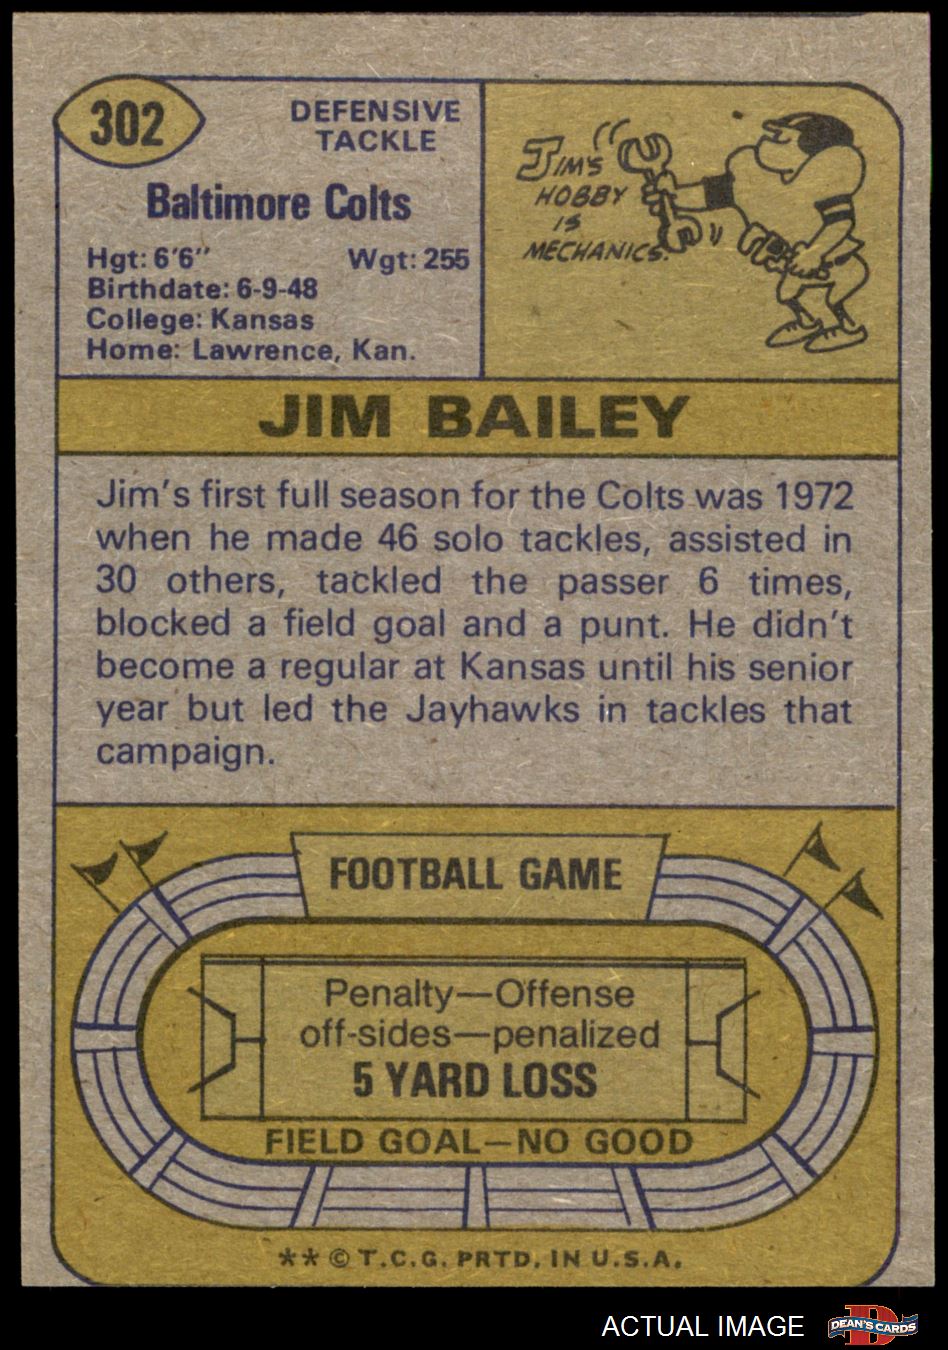 302
DEFENSIVE
TACKLE
Baltimore Colts
Hgt: 6'6" Wgt: 255
Birthdate: 6-9-48
College: Kansas
Home: Lawrence, Kan.
JIM'S
HOBBY
IS
MECHANICS.
JIM BAILEY
Jim's first full season for the Colts was 1972
when he made 46 solo tackles, assisted in
30 others, tackled the passer 6 times,
blocked a field goal and a punt. He didn't
become a regular at Kansas until his senior
year but led the Jayhawks in tackles that
campaign.
FOOTBALL GAME
Penalty—Offense
off-sides—penalized
5 YARD LOSS
FIELD GOAL—NO GOOD
** © T.C.G. PRTD. IN U.S.A.
ACTUAL IMAGE
DEAN'S CARDS